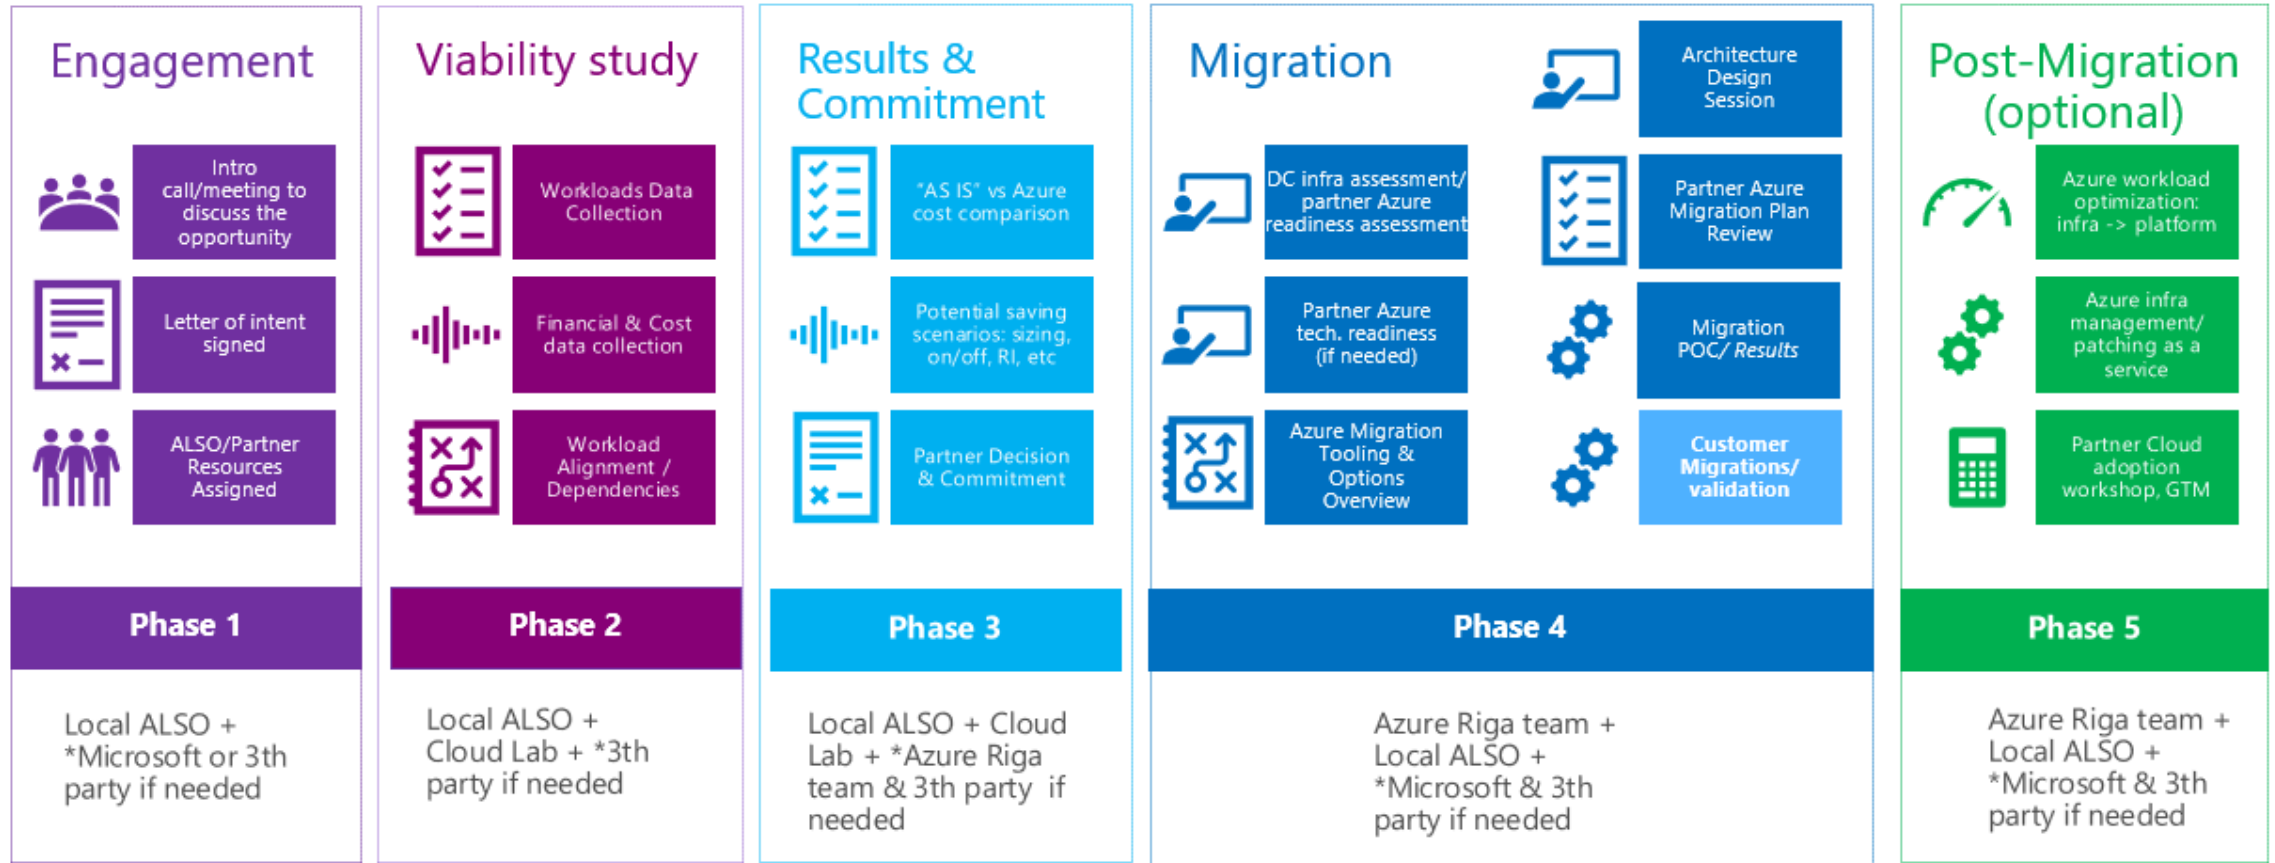 Engagement
Intro
call/meeting to
discuss the
opportunity
Letter of intent
signed
ALSO/Partner
Resources
Assigned
Phase 1
Local ALSO +
*Microsoft or 3th
party if needed
Viability study
Workloads Data
Collection
Financial & Cost
data collection
Workload
Alignment /
Dependencies
Phase 2
Local ALSO +
Cloud Lab + *3th
party if needed
Results &
Commitment
"AS IS" vs Azure
cost comparison
Potential saving
scenarios: sizing,
on/off, RI, etc
Partner Decision
& Commitment
Phase 3
Local ALSO + Cloud
Lab + *Azure Riga
team & 3th party if
needed
Migration
DC infra assessment/
partner Azure
readiness assessment
Partner Azure
tech. readiness
(if needed)
Azure Migration
Tooling &
Options
Overview
Architecture
Design
Session
Partner Azure
Migration Plan
Review
Migration
POC/ Results
Customer
Migrations/
validation
Phase 4
Azure Riga team +
Local ALSO +
*Microsoft & 3th
party if needed
Post-Migration
(optional)
Azure workload
optimization:
infra -> platform
Azure infra
management/
patching as a
service
Partner Cloud
adoption
workshop, GTM
Phase 5
Azure Riga team +
Local ALSO +
*Microsoft & 3th
party if needed